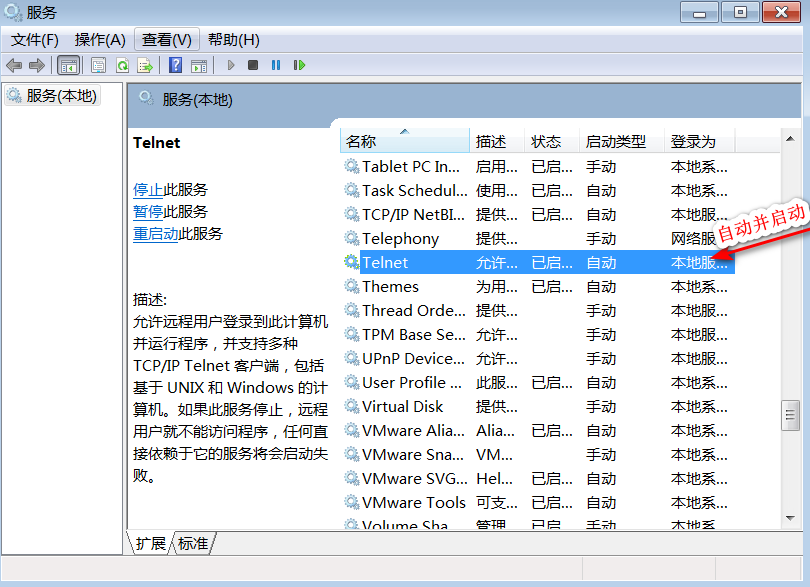 服务
文件(F) 操作(A) 查看(V) 帮助(H)
服务(本地)
服务(本地)
Telnet
停止此服务
暂停此服务
重启动此服务
描述:
允许远程用户登录到此计算机
并运行程序，并支持多种
TCP/IP Telnet 客户端，包括
基于 UNIX 和 Windows 的计
算机。如果此服务停止，远程
用户就不能访问程序，任何直
接依赖于它的服务将会启动失
败。
名称 描述 状态 启动类型 登录为
Tablet PC In... 启用... 已启... 手动 本地系...
Task Schedul... 使用... 已启... 自动 本地系...
TCP/IP NetBI... 提供... 已启... 自动 本地服...
Telephony 提供... 手动 网络服
自动并启动
Telnet 允许... 已启... 自动 本地服...
Themes 为用... 已启... 自动 本地系...
Thread Orde... 提供... 手动 本地服...
TPM Base Se... 允许... 手动 本地服...
UPnP Device... 允许... 手动 本地服...
User Profile ... 此服... 已启... 自动 本地系...
Virtual Disk 提供... 手动 本地系...
VMware Alia... Alia... 已启... 自动 本地系...
VMware Sna... VM... 手动 本地系...
VMware SVG... Hel... 已启... 自动 本地系...
VMware Tools 可支... 已启... 自动 本地系...
Volume Sha... 管理... 已启... 手动 本地系...
扩展 标准